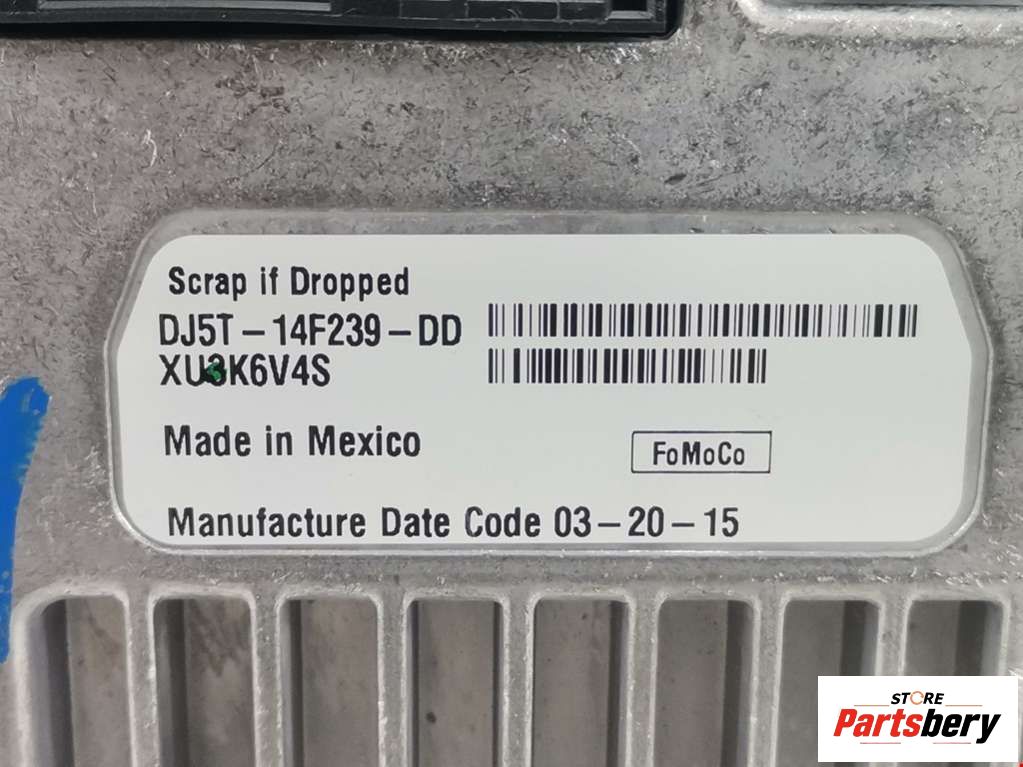 Scrap if Dropped
DJ5T-14F239-DD
XU3K6V4S
Made in Mexico
FoMoCo
Manufacture Date Code 03-20-15
STORE
Partsbery